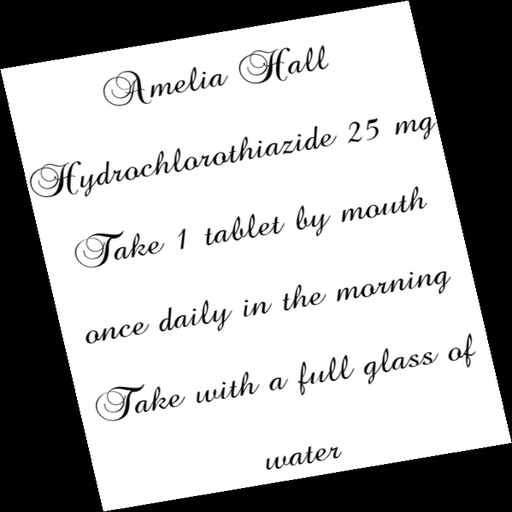 Amelia Hall
Hydrochlorothiazide 25 mg
Take 1 tablet by mouth
once daily in the morning
Take with a full glass of
water